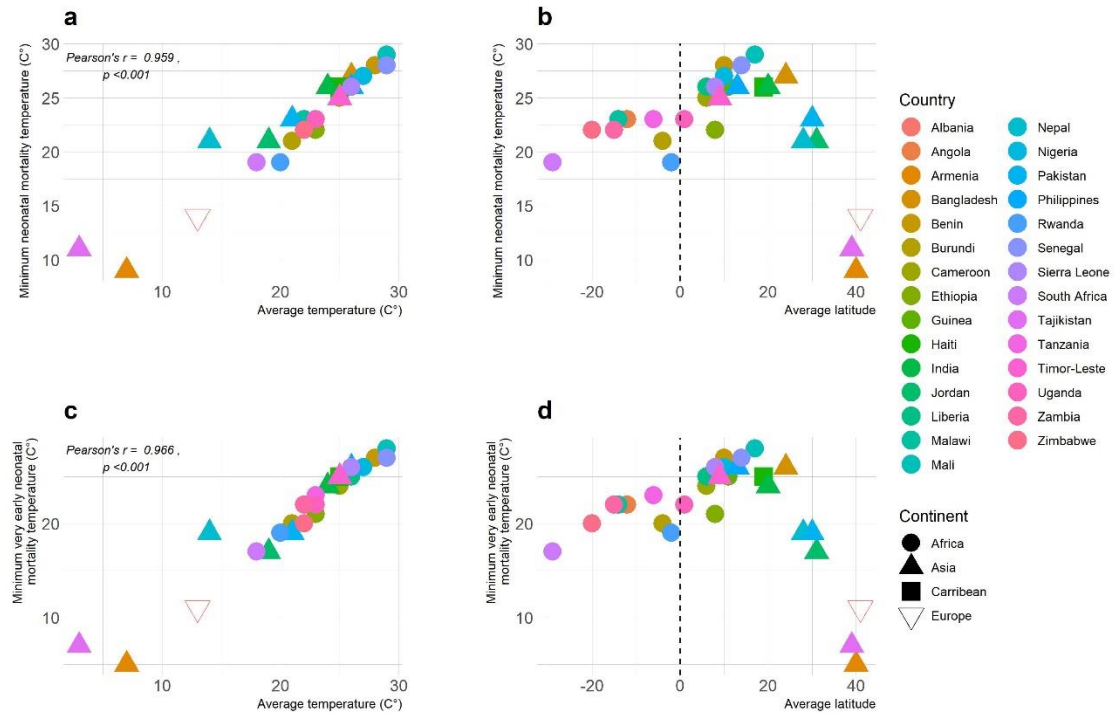 a
Minimum neonatal mortality temperature (C°)
30
25
20
15
10
Pearson's r = 0.959 ,
p <0.001
10
20
30
Average temperature (C°)
b
Minimum neonatal mortality temperature (C°)
30
25
20
15
10
-20
0
20
40
Average latitude
c
Minimum very early neonatal
mortality temperature (C°)
20
10
Pearson's r = 0.966 ,
p <0.001
10
20
30
Average temperature (C°)
d
Minimum very early neonatal
mortality temperature (C°)
20
10
-20
0
20
40
Average latitude
Country
Albania
Angola
Armenia
Bangladesh
Benin
Burundi
Cameroon
Ethiopia
Guinea
Haiti
India
Jordan
Liberia
Malawi
Mali
Nepal
Nigeria
Pakistan
Philippines
Rwanda
Senegal
Sierra Leone
South Africa
Tajikistan
Tanzania
Timor-Leste
Uganda
Zambia
Zimbabwe
Continent
Africa
Asia
Carribean
Europe